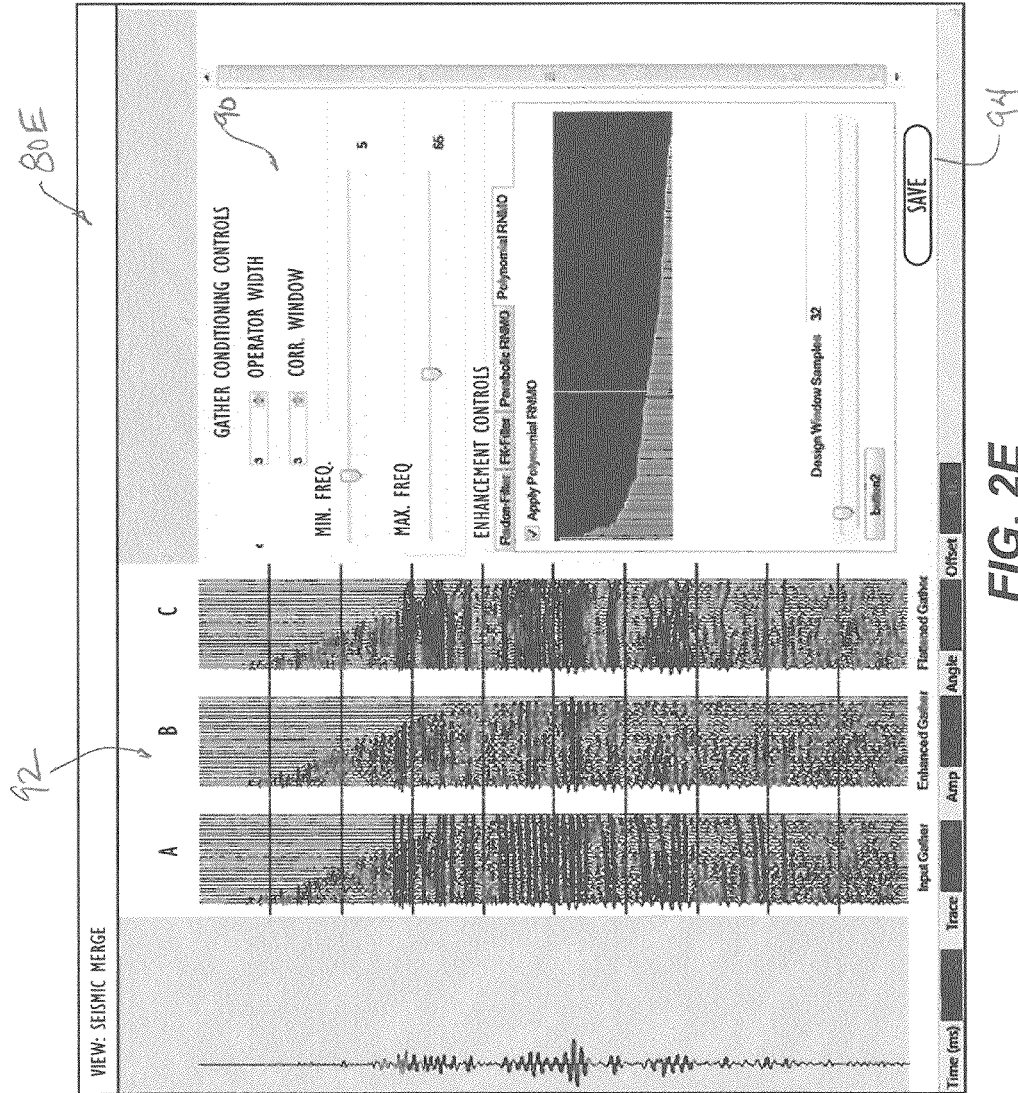 80E
VIEW: SEISMIC MERGE
92
A
B
C
GATHER CONDITIONING CONTROLS
90
3 OPERATOR WIDTH
3 CORR. WINDOW
MIN. FREQ.
5
MAX. FREQ
65
ENHANCEMENT CONTROLS
Radon-Filter FK-Filter Parabolic RNMO Polynomial RNMO
Apply Polynomial RNMO
Design Window Samples 32
button2
Input Gather
Enhanced Gather
Flattened Gather
SAVE
94
Time (ms) Trace Amp Angle Offset
FIG. 2E